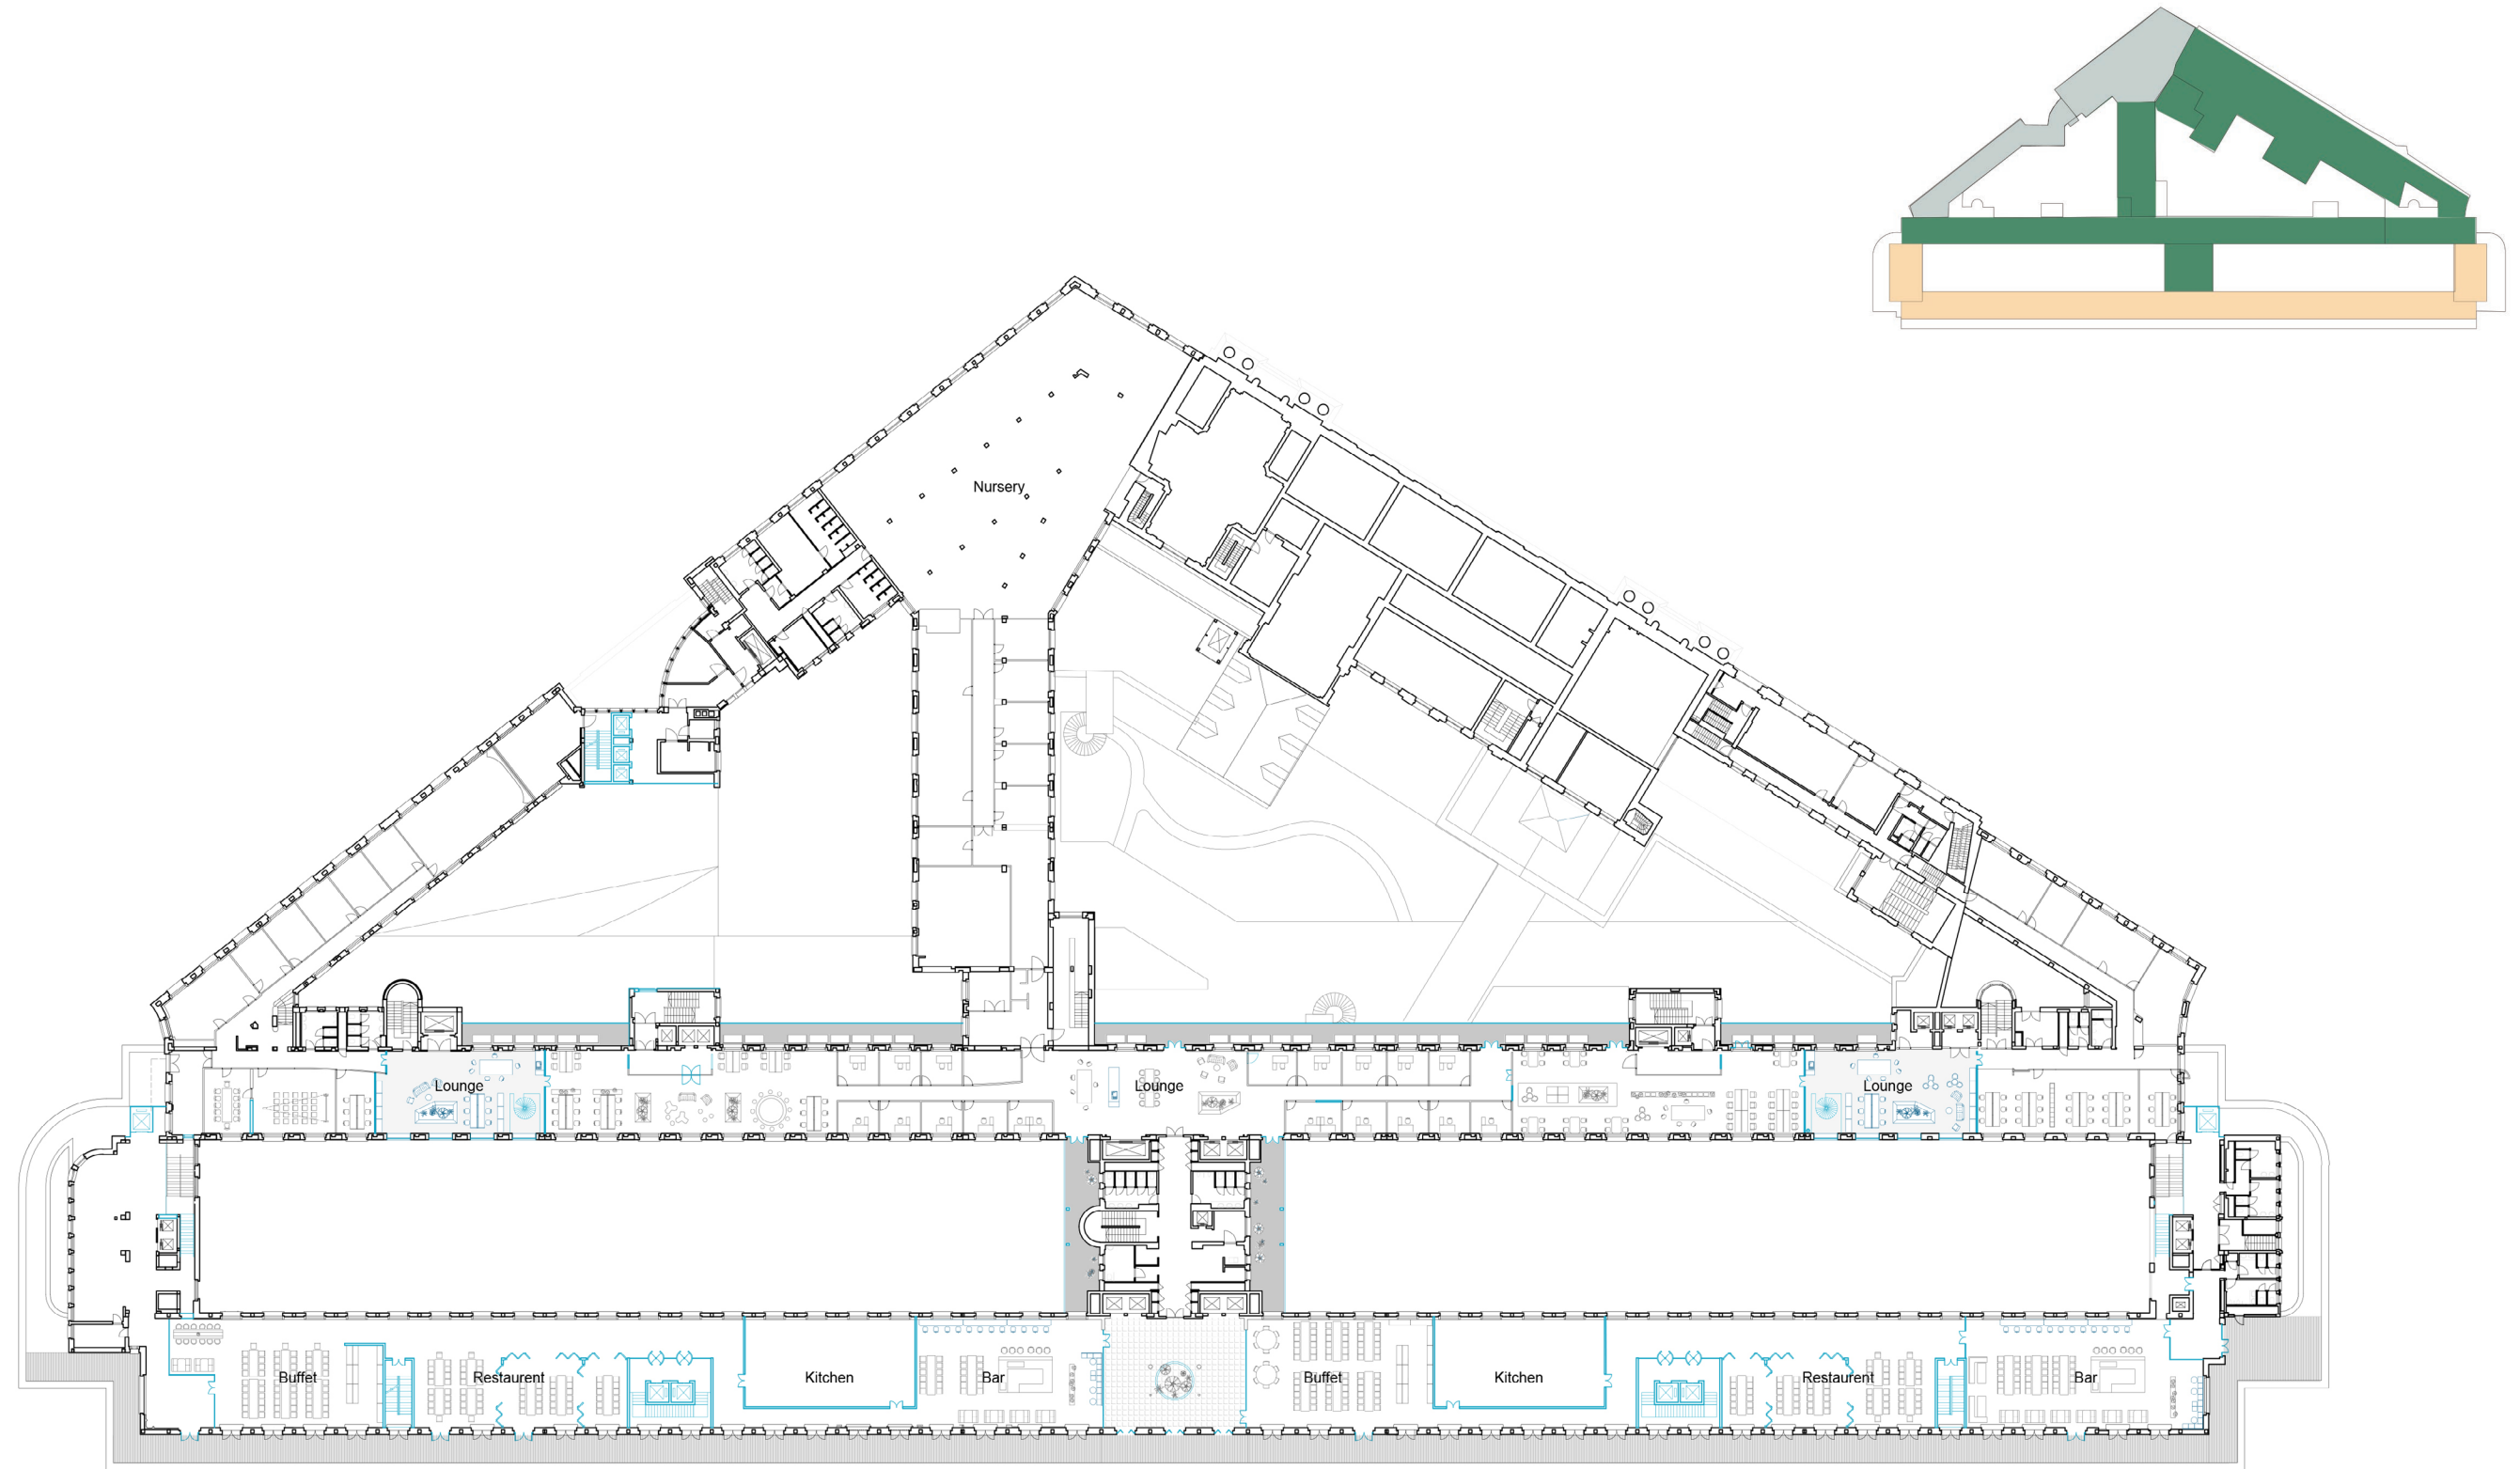 Nursery
Lounge
Lounge
Lounge
Buffet
Restaurent
Kitchen
Bar
Buffet
Kitchen
Restaurent
Bar